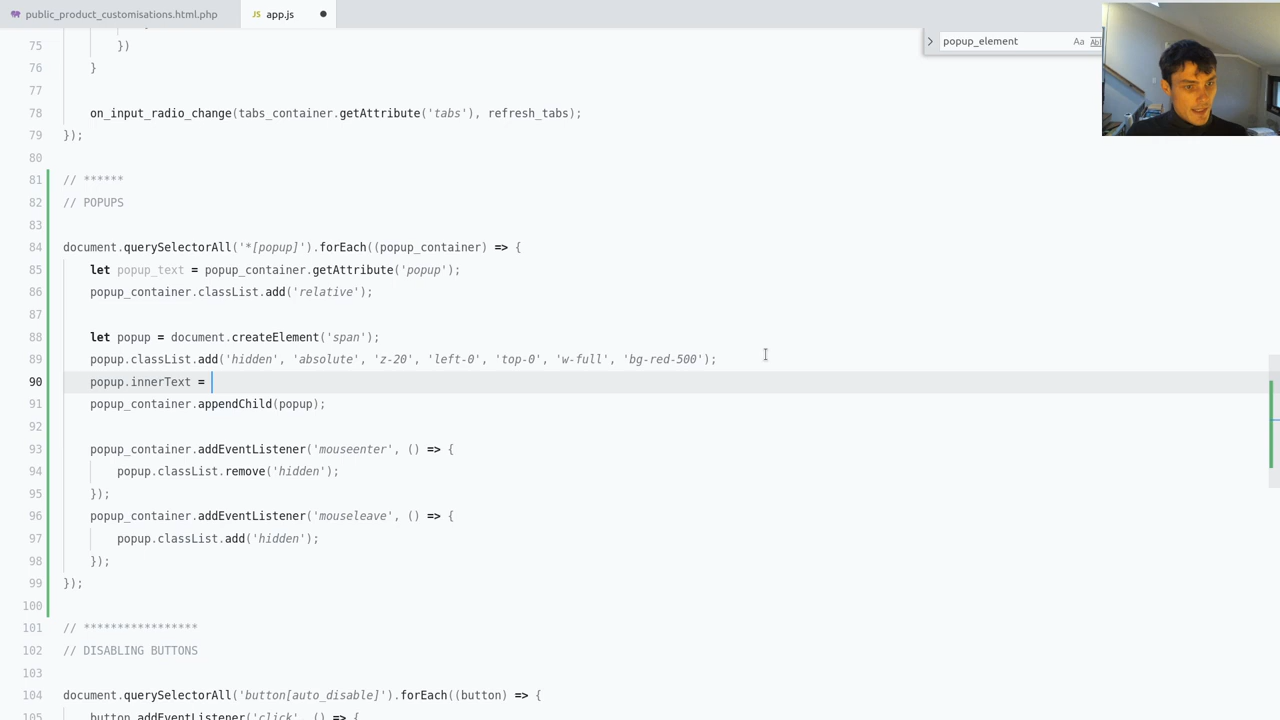 public_product_customisations.html.php
JS app.js
popup_element Aa Abl
75 })
76 }
77
78 on_input_radio_change(tabs_container.getAttribute('tabs'), refresh_tabs);
79 });
80
81 // ******
82 // POPUPS
83
84 document.querySelectorAll('*[popup]').forEach((popup_container) => {
85 let popup_text = popup_container.getAttribute('popup');
86 popup_container.classList.add('relative');
87
88 let popup = document.createElement('span');
89 popup.classList.add('hidden', 'absolute', 'z-20', 'left-0', 'top-0', 'w-full', 'bg-red-500');
90 popup.innerText =
91 popup_container.appendChild(popup);
92
93 popup_container.addEventListener('mouseenter', () => {
94 popup.classList.remove('hidden');
95 });
96 popup_container.addEventListener('mouseleave', () => {
97 popup.classList.add('hidden');
98 });
99 });
100
101 // *****************
102 // DISABLING BUTTONS
103
104 document.querySelectorAll('button[auto_disable]').forEach((button) => {
105 button.addEventListener('click', () => {